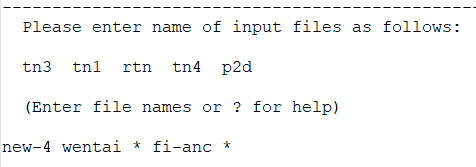 Please enter name of input files as follows:
tn3 tn1 rtn tn4 p2d
(Enter file names or ? for help)
new-4 wentai * fi-anc *